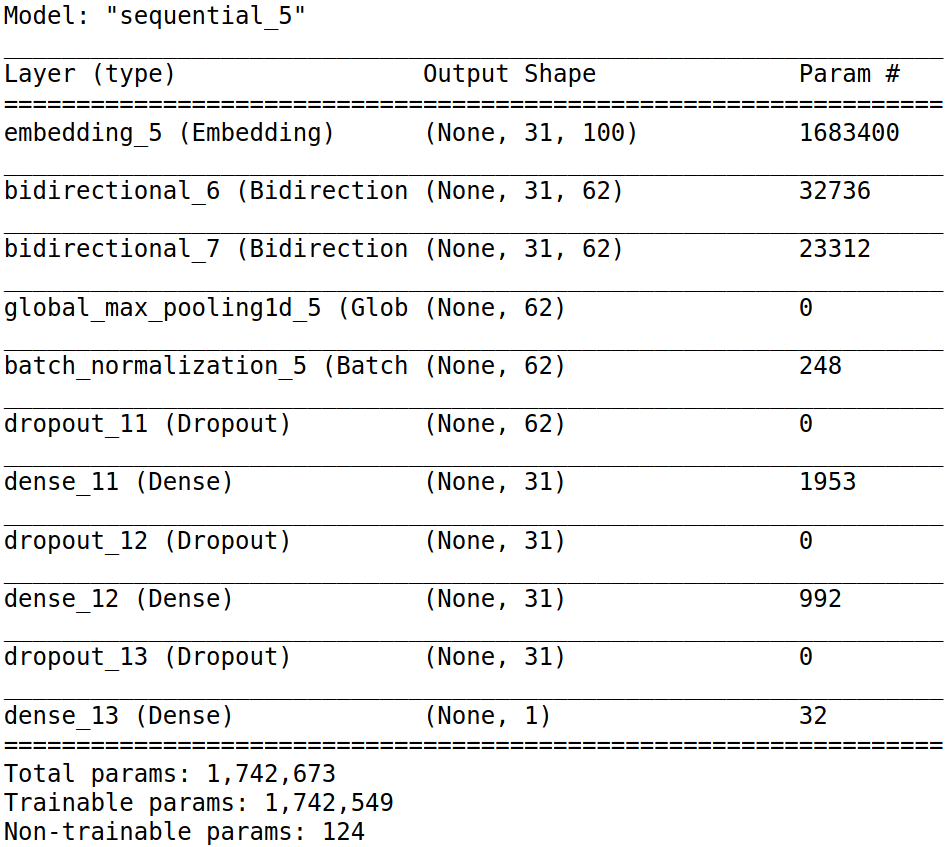 Model: "sequential_5"
_________________________________________________________________
Layer (type)                 Output Shape              Param #
=================================================================
embedding_5 (Embedding)      (None, 31, 100)           1683400
_________________________________________________________________
bidirectional_6 (Bidirection (None, 31, 62)            32736
_________________________________________________________________
bidirectional_7 (Bidirection (None, 31, 62)            23312
_________________________________________________________________
global_max_pooling1d_5 (Glob (None, 62)                0
_________________________________________________________________
batch_normalization_5 (Batch (None, 62)                248
_________________________________________________________________
dropout_11 (Dropout)         (None, 62)                0
_________________________________________________________________
dense_11 (Dense)             (None, 31)                1953
_________________________________________________________________
dropout_12 (Dropout)         (None, 31)                0
_________________________________________________________________
dense_12 (Dense)             (None, 31)                992
_________________________________________________________________
dropout_13 (Dropout)         (None, 31)                0
_________________________________________________________________
dense_13 (Dense)             (None, 1)                 32
=================================================================
Total params: 1,742,673
Trainable params: 1,742,549
Non-trainable params: 124